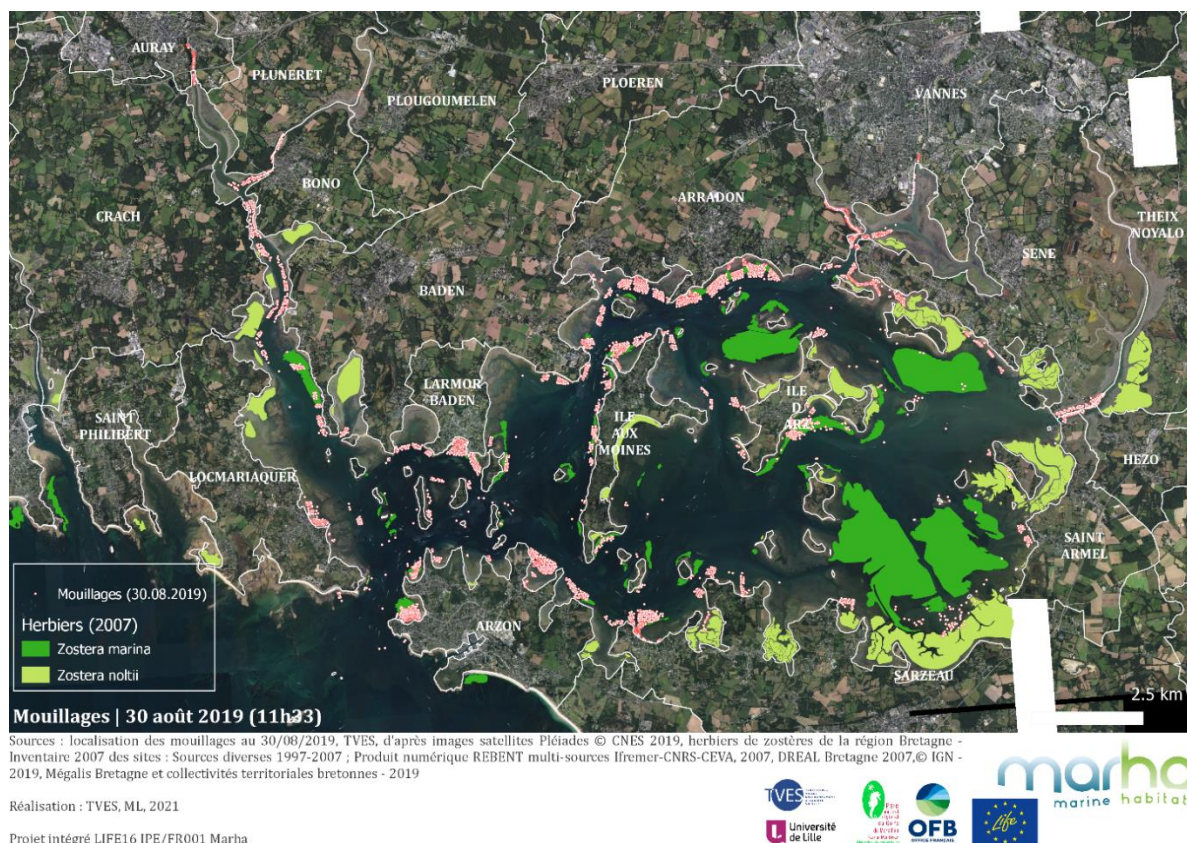 AURAY
PLUNERET
PLOUGOUMELEN
PLOEREN
VANNES
BONO
CRACH
ARRADON
THEIX
NOYALO
SENE
BADEN
LARMOR
BADEN
ILE
AUX
MOINES
ILE
D
ARZ
SAINT
PHILIBERT
LOCMARIAQUER
HEZO
SAINT
ARMEL
ARZON
SARZEAU
Mouillages (30.08.2019)
Herbiers (2007)
Zostera marina
Zostera noltii
2.5 km
Mouillages | 30 août 2019 (11h33)
Sources : localisation des mouillages au 30/08/2019, TVES, d'après images satellites Pléiades © CNES 2019, herbiers de zostères de la région Bretagne -
Inventaire 2007 des sites : Sources diverses 1997-2007 ; Produit numérique REBENT multi-sources Ifremer-CNRS-CEVA, 2007, DREAL Bretagne 2007,© IGN -
2019, Mégalis Bretagne et collectivités territoriales bretonnes - 2019
Réalisation : TVES, ML, 2021
Projet intégré LIFE16 IPE/FR001 Marha
marha
marine habitat
TVES
Université
de Lille
OFB
OFFICE FRANÇAIS
Life